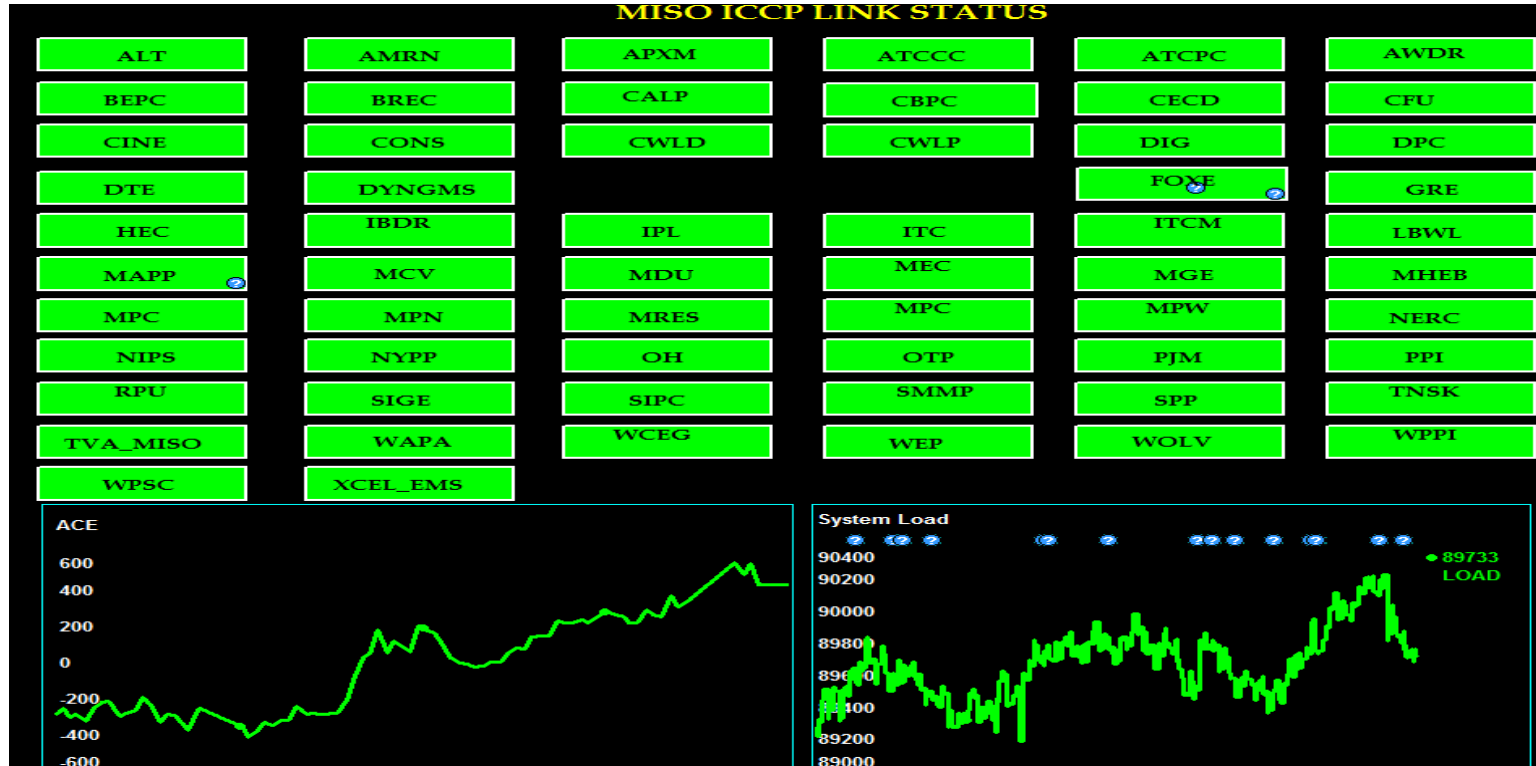 MISO ICCP LINK STATUS
ALT AMRN APXM ATCCC ATCPC AWDR
BEPC BREC CALP CBPC CECD CFU
CINE CONS CWLD CWLP DIG DPC
DTE DYNGMS FOXE GRE
HEC IBDR IPL ITC ITCM LBWL
MAPP MCV MDU MEC MGE MHEB
MPC MPN MRES MPC MPW NERC
NIPS NYPP OH OTP PJM PPI
RPU SIGE SIPC SMMP SPP TNSK
TVA_MISO WAPA WCEG WEP WOLV WPPI
WPSC XCEL_EMS
ACE
600
400
200
0
-200
-400
-600
System Load
90400
90200
90000
89800
89600
89400
89200
89000
89733
LOAD